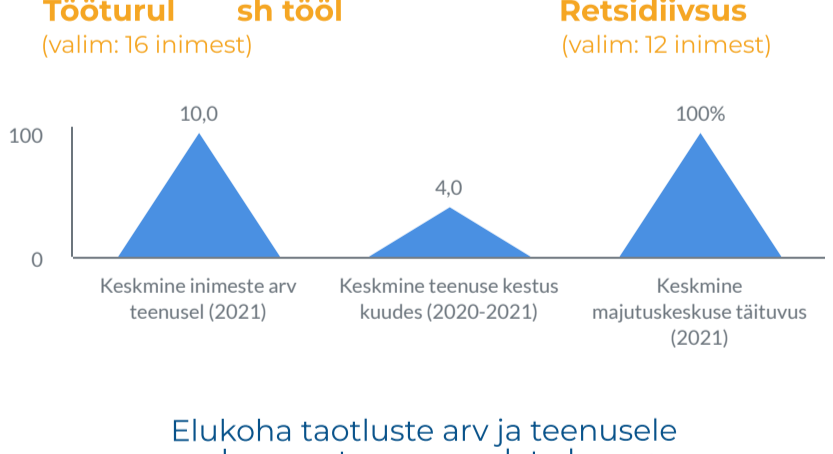 Tööturul sh tööl Retsidiivsus
(valim: 16 inimest) (valim: 12 inimest)
10,0 100%
100
4,0
0
Keskmine inimeste arv Keskmine teenuse kestus Keskmine
teenusel (2021) kuudes (2020-2021) majutuskeskuse täituvus
(2021)
Elukoha taotluste arv ja teenusele